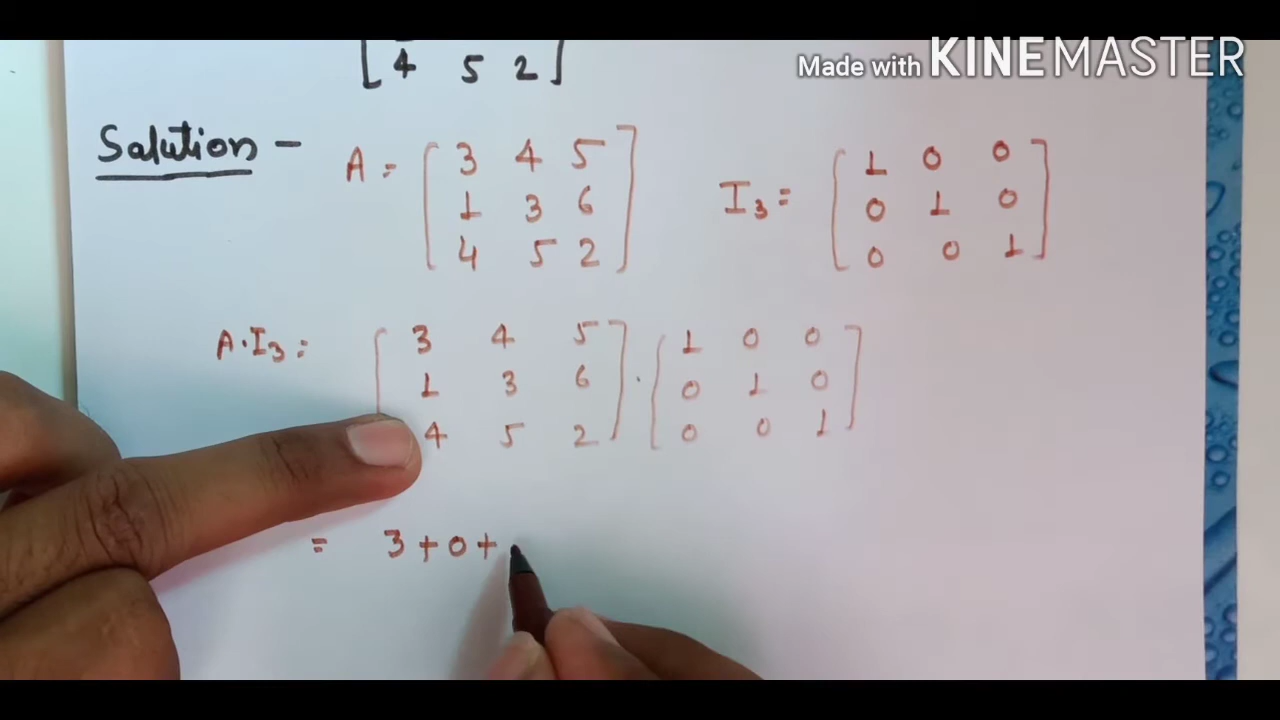 Made with KINEMASTER
[ 4 5 2 ]
Salution -
A = [ 3 4 5
1 3 6
4 5 2 ]
I3 = [ 1 0 0
0 1 0
0 0 1 ]
A·I3 = [ 3 4 5
1 3 6
4 5 2 ] · [ 1 0 0
0 1 0
0 0 1 ]
= 3 + 0 +